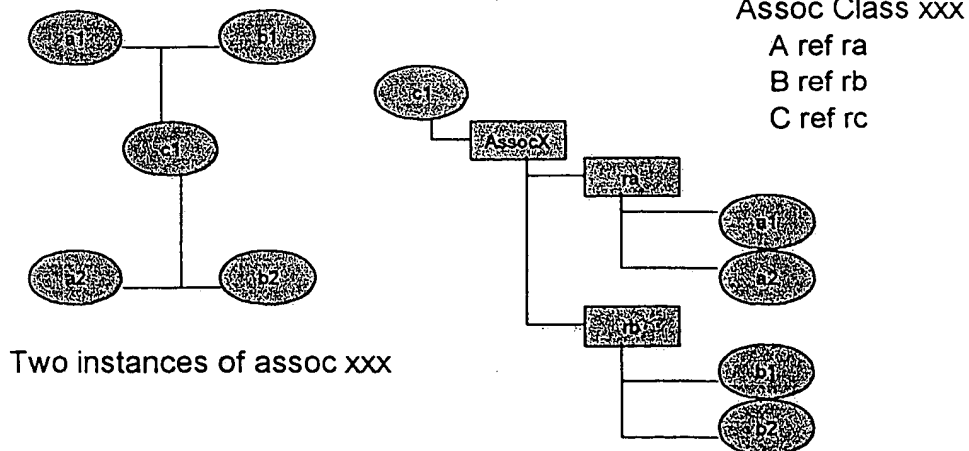 Assoc Class xxx
A ref ra
B ref rb
C ref rc
a1
b1
c1
a2
b2
Two instances of assoc xxx
c1
AssocX
ra
a1
a2
rb
b1
b2